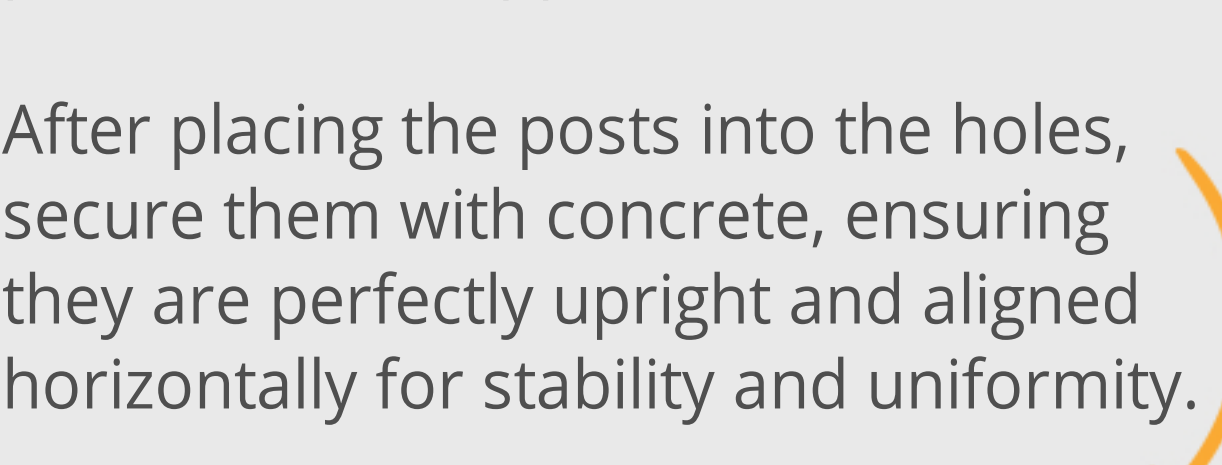 After placing the posts into the holes,
secure them with concrete, ensuring
they are perfectly upright and aligned
horizontally for stability and uniformity.